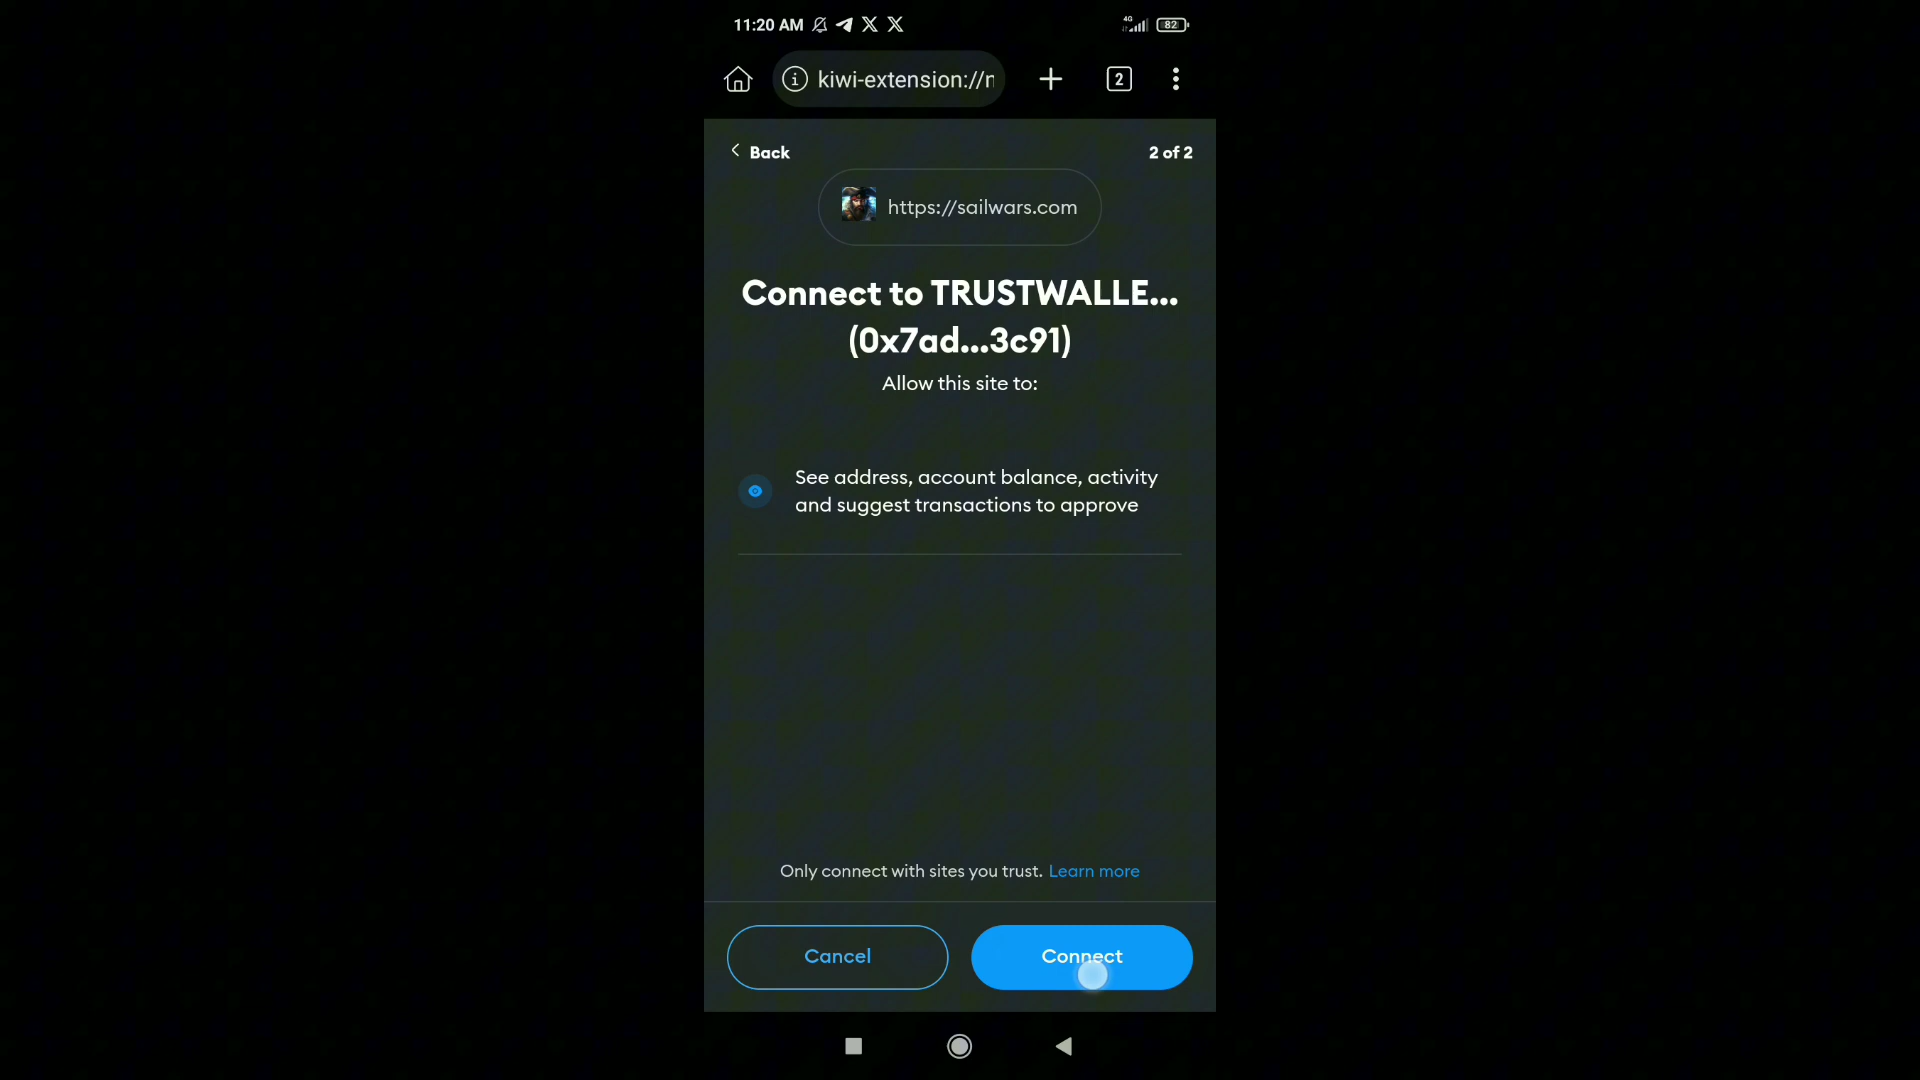 11:20 AM
4G
82
kiwi-extension://n
2
Back
2 of 2
https://sailwars.com
Connect to TRUSTWALLE...
(0x7ad...3c91)
Allow this site to:
See address, account balance, activity
and suggest transactions to approve
Only connect with sites you trust. Learn more
Cancel
Connect